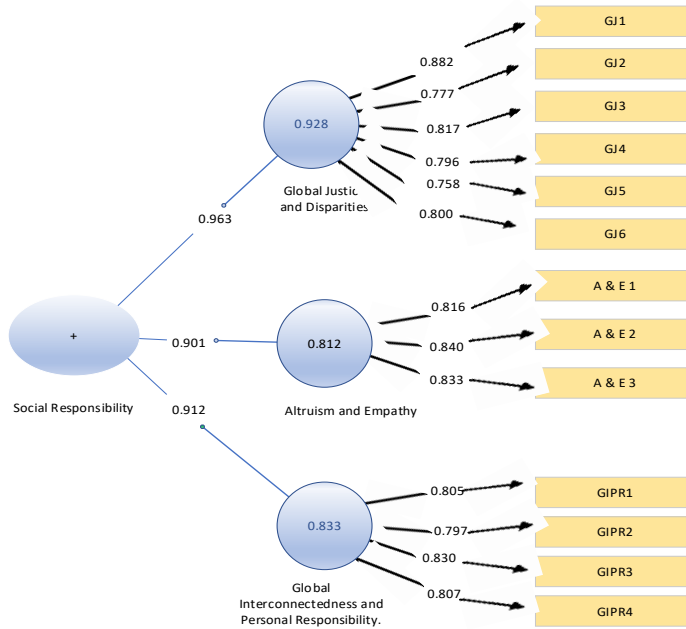 GJ1
0.882
GJ2
0.777
GJ3
0.928
0.817
GJ4
0.796
0.758
GJ5
Global Justic
and Disparities
0.800
0.963
GJ6
A & E 1
0.816
+
0.901
0.812
0.840
A & E 2
0.833
A & E 3
Social Responsibility
0.912
Altruism and Empathy
0.805
GIPR1
0.833
0.797
GIPR2
0.830
GIPR3
0.807
GIPR4
Global
Interconnectedness and
Personal Responsibility.